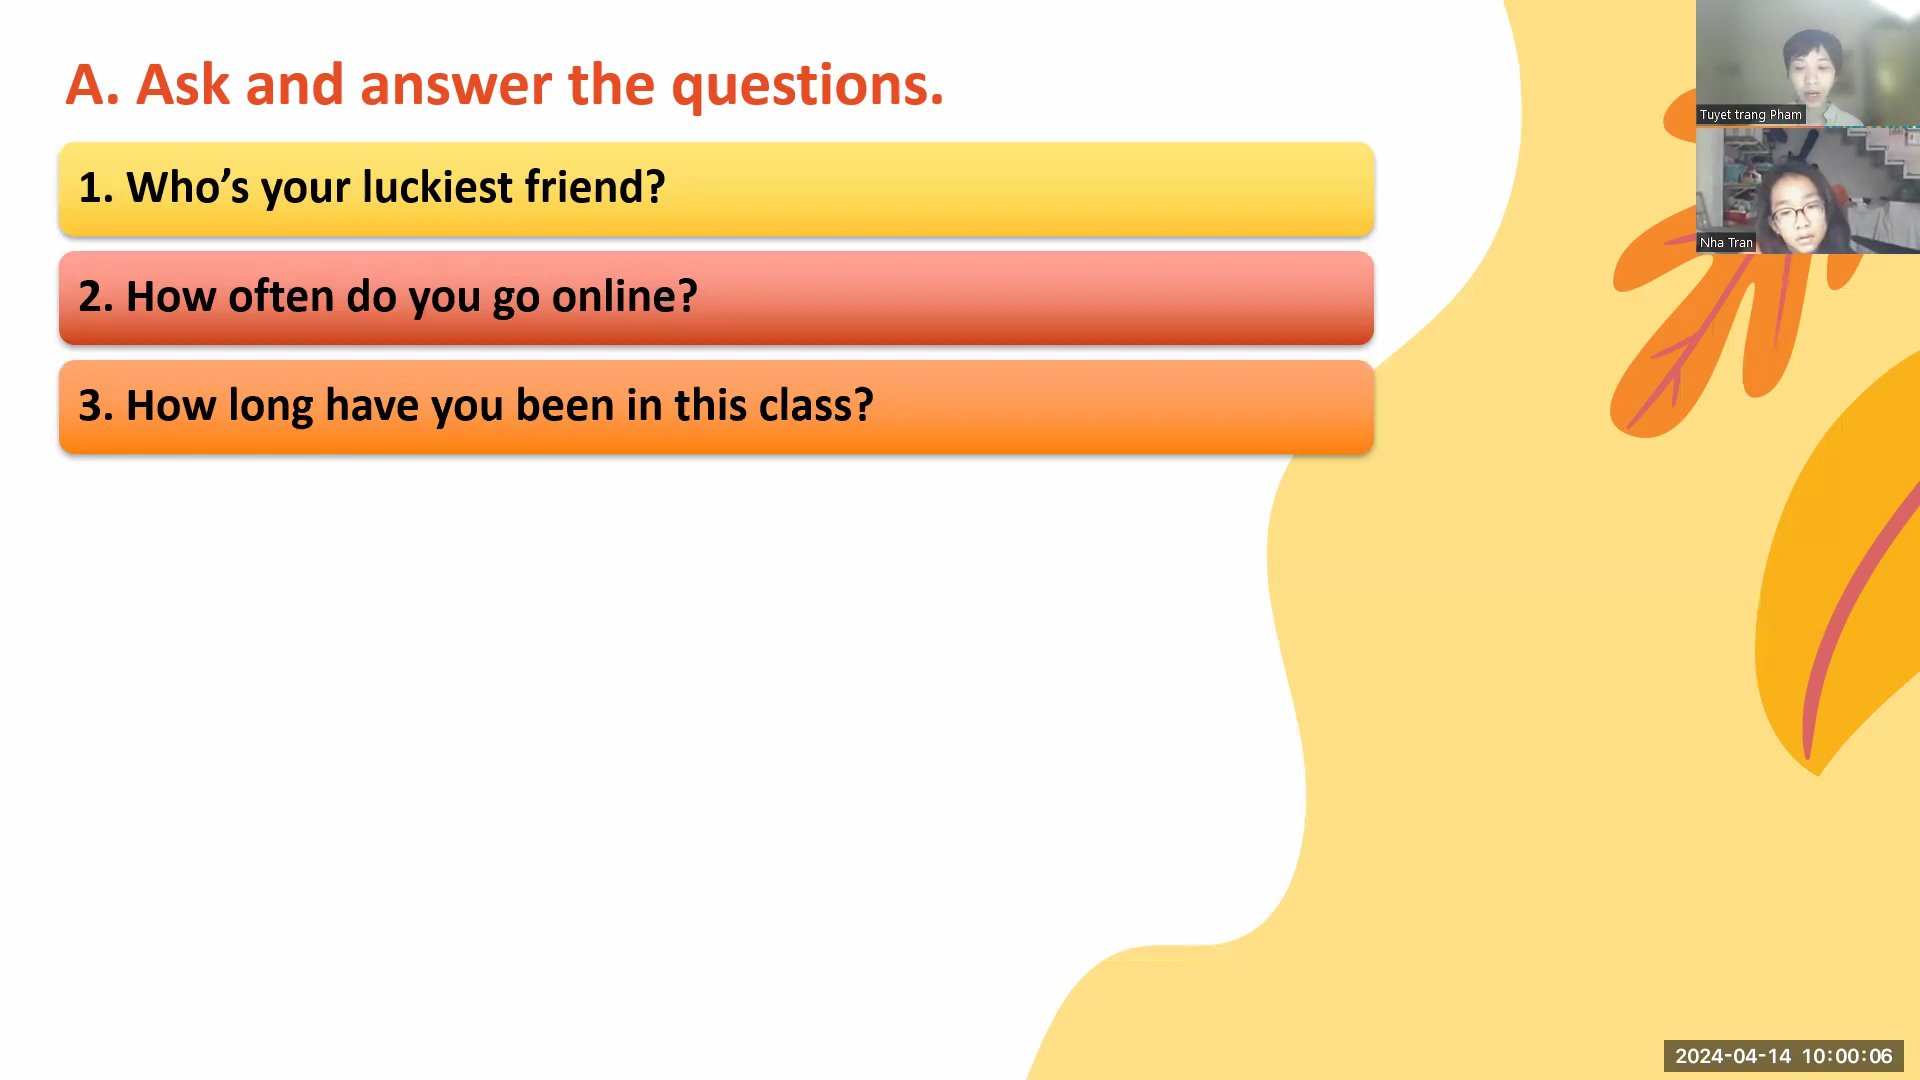 A. Ask and answer the questions.
1. Who’s your luckiest friend?
2. How often do you go online?
3. How long have you been in this class?
Tuyet trang Pham
Nha Tran
2024-04-14 10:00:06